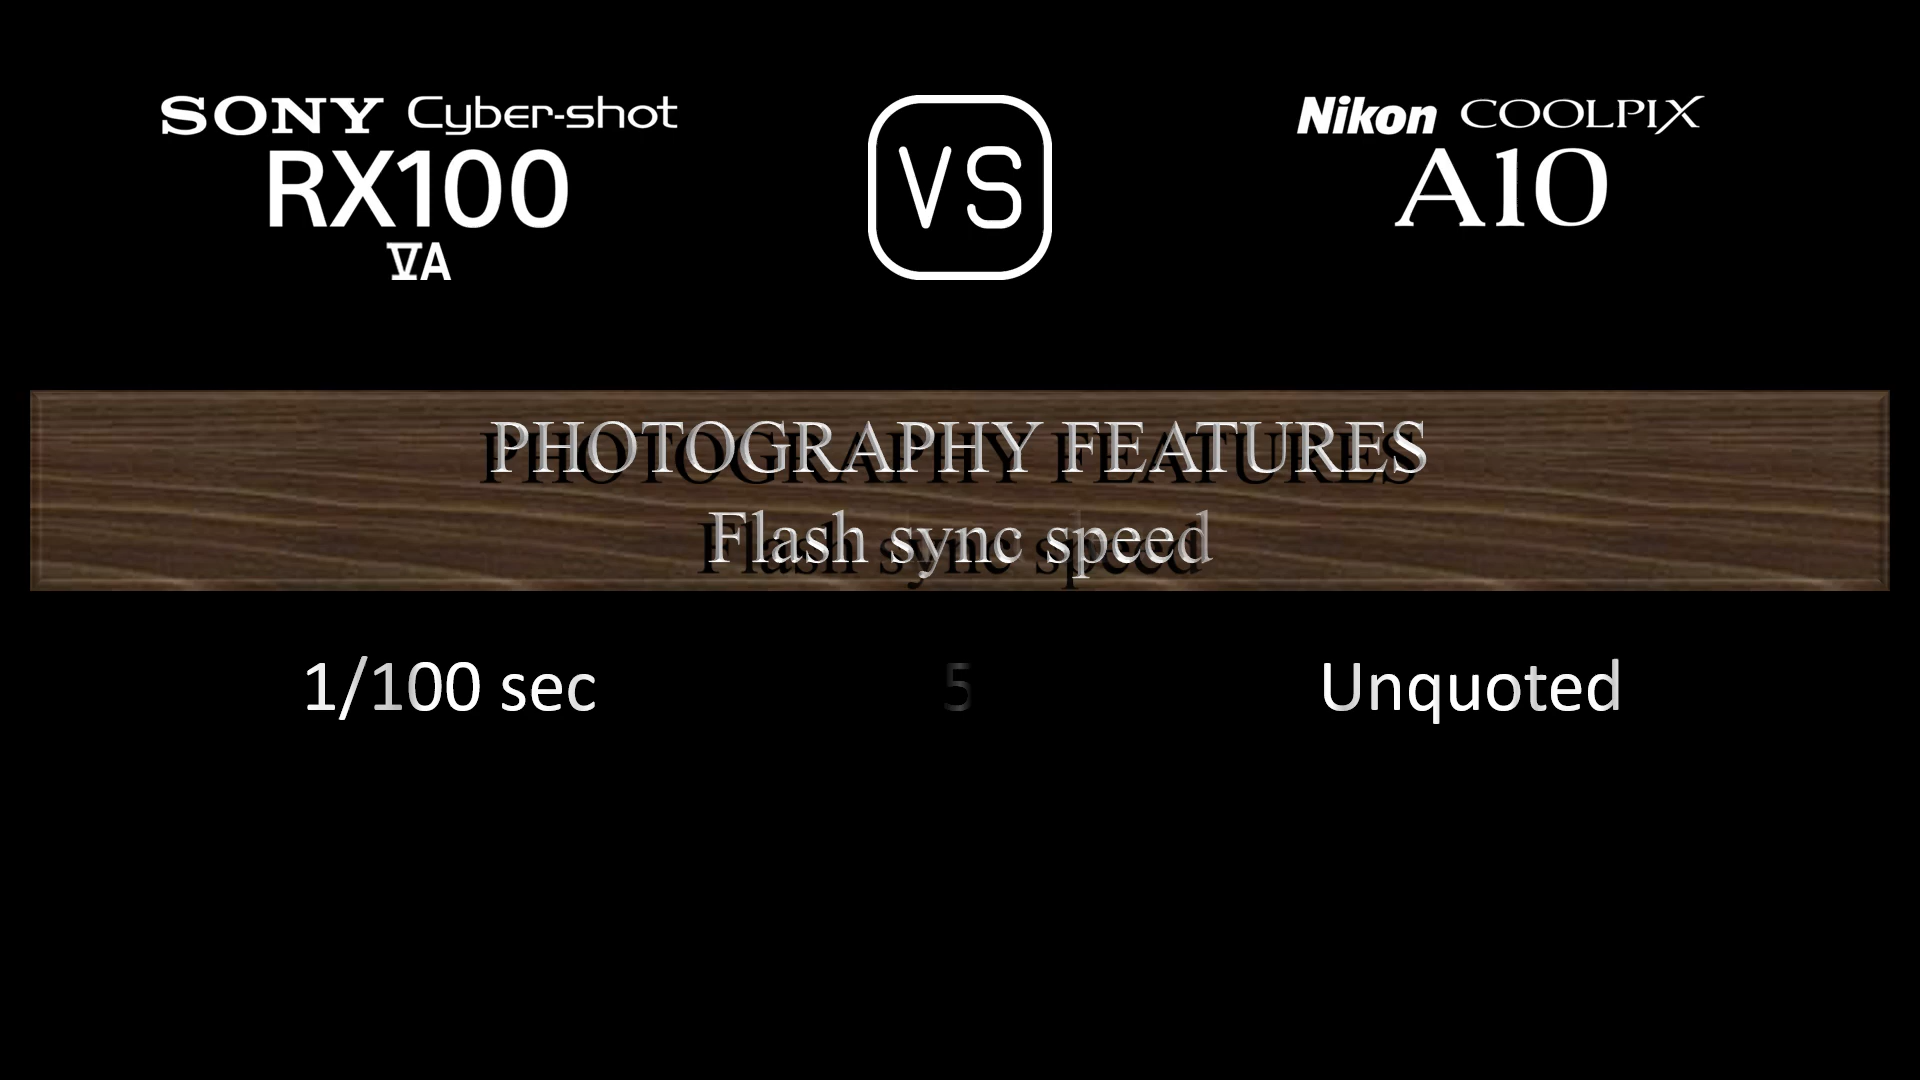 SONY Cyber-shot
RX100
VA
VS
Nikon COOLPIX
A10
PHOTOGRAPHY FEATURES
Flash sync speed
1/100 sec
5
Unquoted